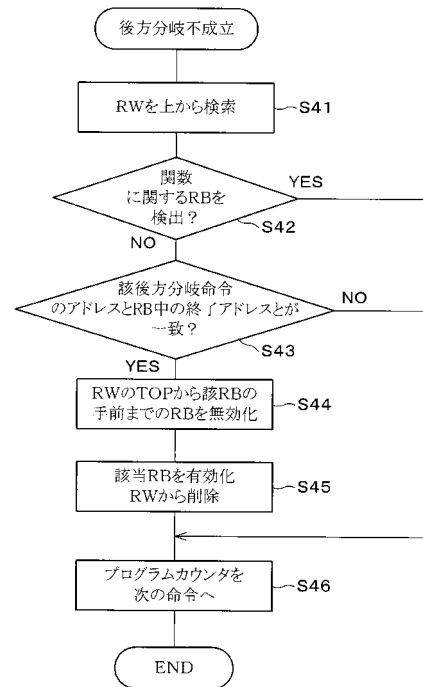 後方分岐不成立
RWを上から検索
S41
関数
に関するRBを
検出？
YES
S42
NO
該後方分岐命令
のアドレスとRB中の終了アドレスとが
一致？
NO
S43
YES
RWのTOPから該RBの
手前までのRBを無効化
S44
該当RBを有効化
RWから削除
S45
プログラムカウンタを
次の命令へ
S46
END